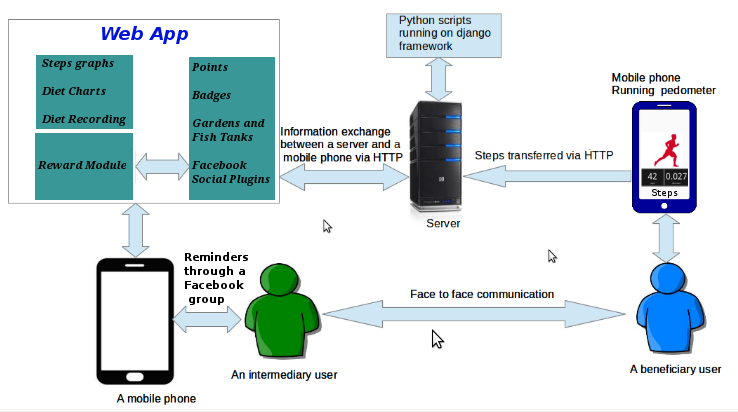 Web App
Steps graphs
Diet Charts
Diet Recording
Reward Module
Points
Badges
Gardens and
Fish Tanks
Facebook
Social Plugins
Python scripts
running on django
framework
Information exchange
between a server and a
mobile phone via HTTP
Server
Steps transferred via HTTP
Mobile phone
Running pedometer
42
0.027
Steps
Reminders
through a
Facebook
group
Face to face communication
A mobile phone
An intermediary user
A beneficiary user